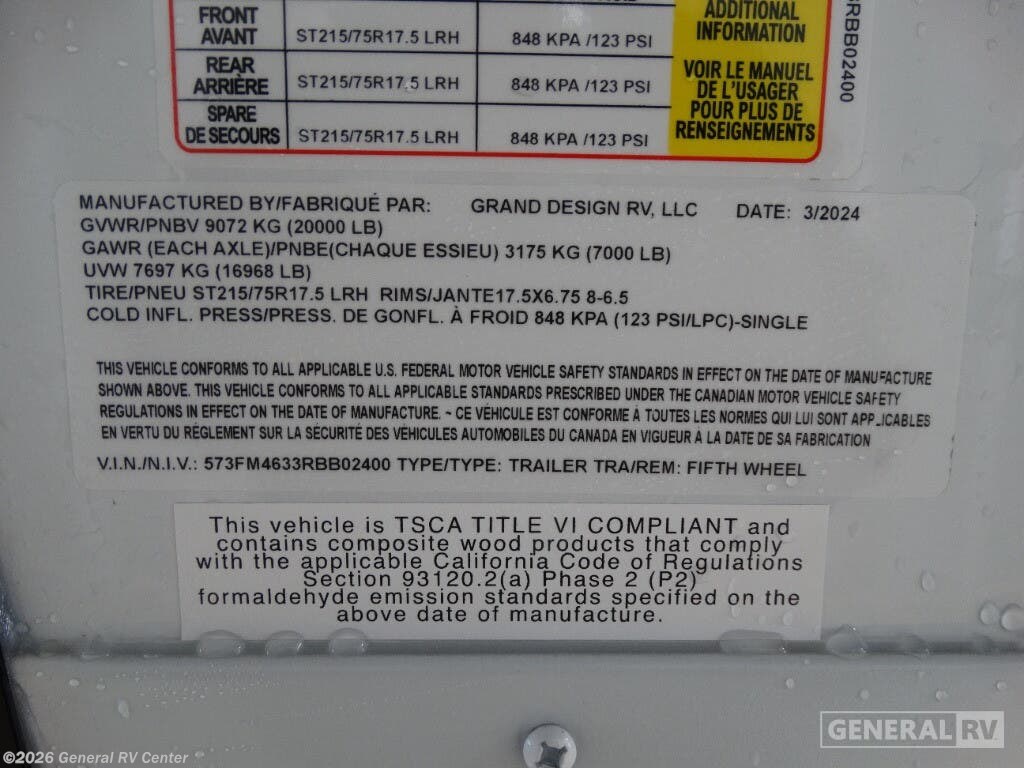 FRONT
AVANT
ST215/75R17.5 LRH
848 KPA /123 PSI
REAR
ARRIÈRE
ST215/75R17.5 LRH
848 KPA /123 PSI
SPARE
DE SECOURS
ST215/75R17.5 LRH
848 KPA /123 PSI
ADDITIONAL
INFORMATION
VOIR LE MANUEL
DE L'USAGER
POUR PLUS DE
RENSEIGNEMENTS
RBB02400
MANUFACTURED BY/FABRIQUÉ PAR: GRAND DESIGN RV, LLC DATE: 3/2024
GVWR/PNBV 9072 KG (20000 LB)
GAWR (EACH AXLE)/PNBE(CHAQUE ESSIEU) 3175 KG (7000 LB)
UVW 7697 KG (16968 LB)
TIRE/PNEU ST215/75R17.5 LRH RIMS/JANTE17.5X6.75 8-6.5
COLD INFL. PRESS/PRESS. DE GONFL. À FROID 848 KPA (123 PSI/LPC)-SINGLE
THIS VEHICLE CONFORMS TO ALL APPLICABLE U.S. FEDERAL MOTOR VEHICLE SAFETY STANDARDS IN EFFECT ON THE DATE OF MANUFACTURE
SHOWN ABOVE. THIS VEHICLE CONFORMS TO ALL APPLICABLE STANDARDS PRESCRIBED UNDER THE CANADIAN MOTOR VEHICLE SAFETY
REGULATIONS IN EFFECT ON THE DATE OF MANUFACTURE. ~ CE VÉHICULE EST CONFORME À TOUTES LES NORMES QUI LUI SONT APPLICABLES
EN VERTU DU RÉGLEMENT SUR LA SÉCURITÉ DES VÉHICULES AUTOMOBILES DU CANADA EN VIGUEUR À LA DATE DE SA FABRICATION
V.I.N./N.I.V.: 573FM4633RBB02400 TYPE/TYPE: TRAILER TRA/REM: FIFTH WHEEL
This vehicle is TSCA TITLE VI COMPLIANT and
contains composite wood products that comply
with the applicable California Code of Regulations
Section 93120.2(a) Phase 2 (P2)
formaldehyde emission standards specified on the
above date of manufacture.
GENERAL RV
©2026 General RV Center